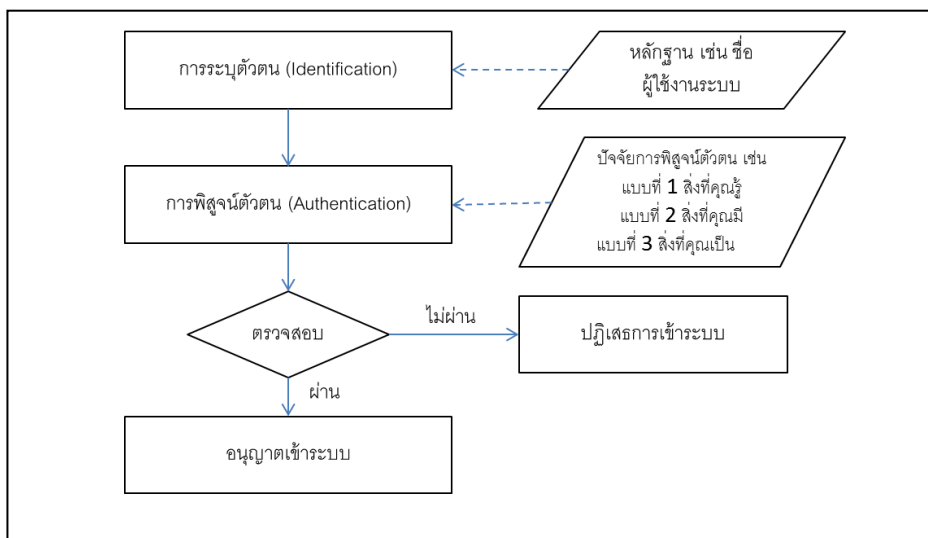 การระบุตัวตน (Identification)
หลักฐาน เช่น ชื่อ
ผู้ใช้งานระบบ
การพิสูจน์ตัวตน (Authentication)
ปัจจัยการพิสูจน์ตัวตน เช่น
แบบที่ 1 สิ่งที่คุณรู้
แบบที่ 2 สิ่งที่คุณมี
แบบที่ 3 สิ่งที่คุณเป็น
ตรวจสอบ
ไม่ผ่าน
ปฏิเสธการเข้าระบบ
ผ่าน
อนุญาตเข้าระบบ